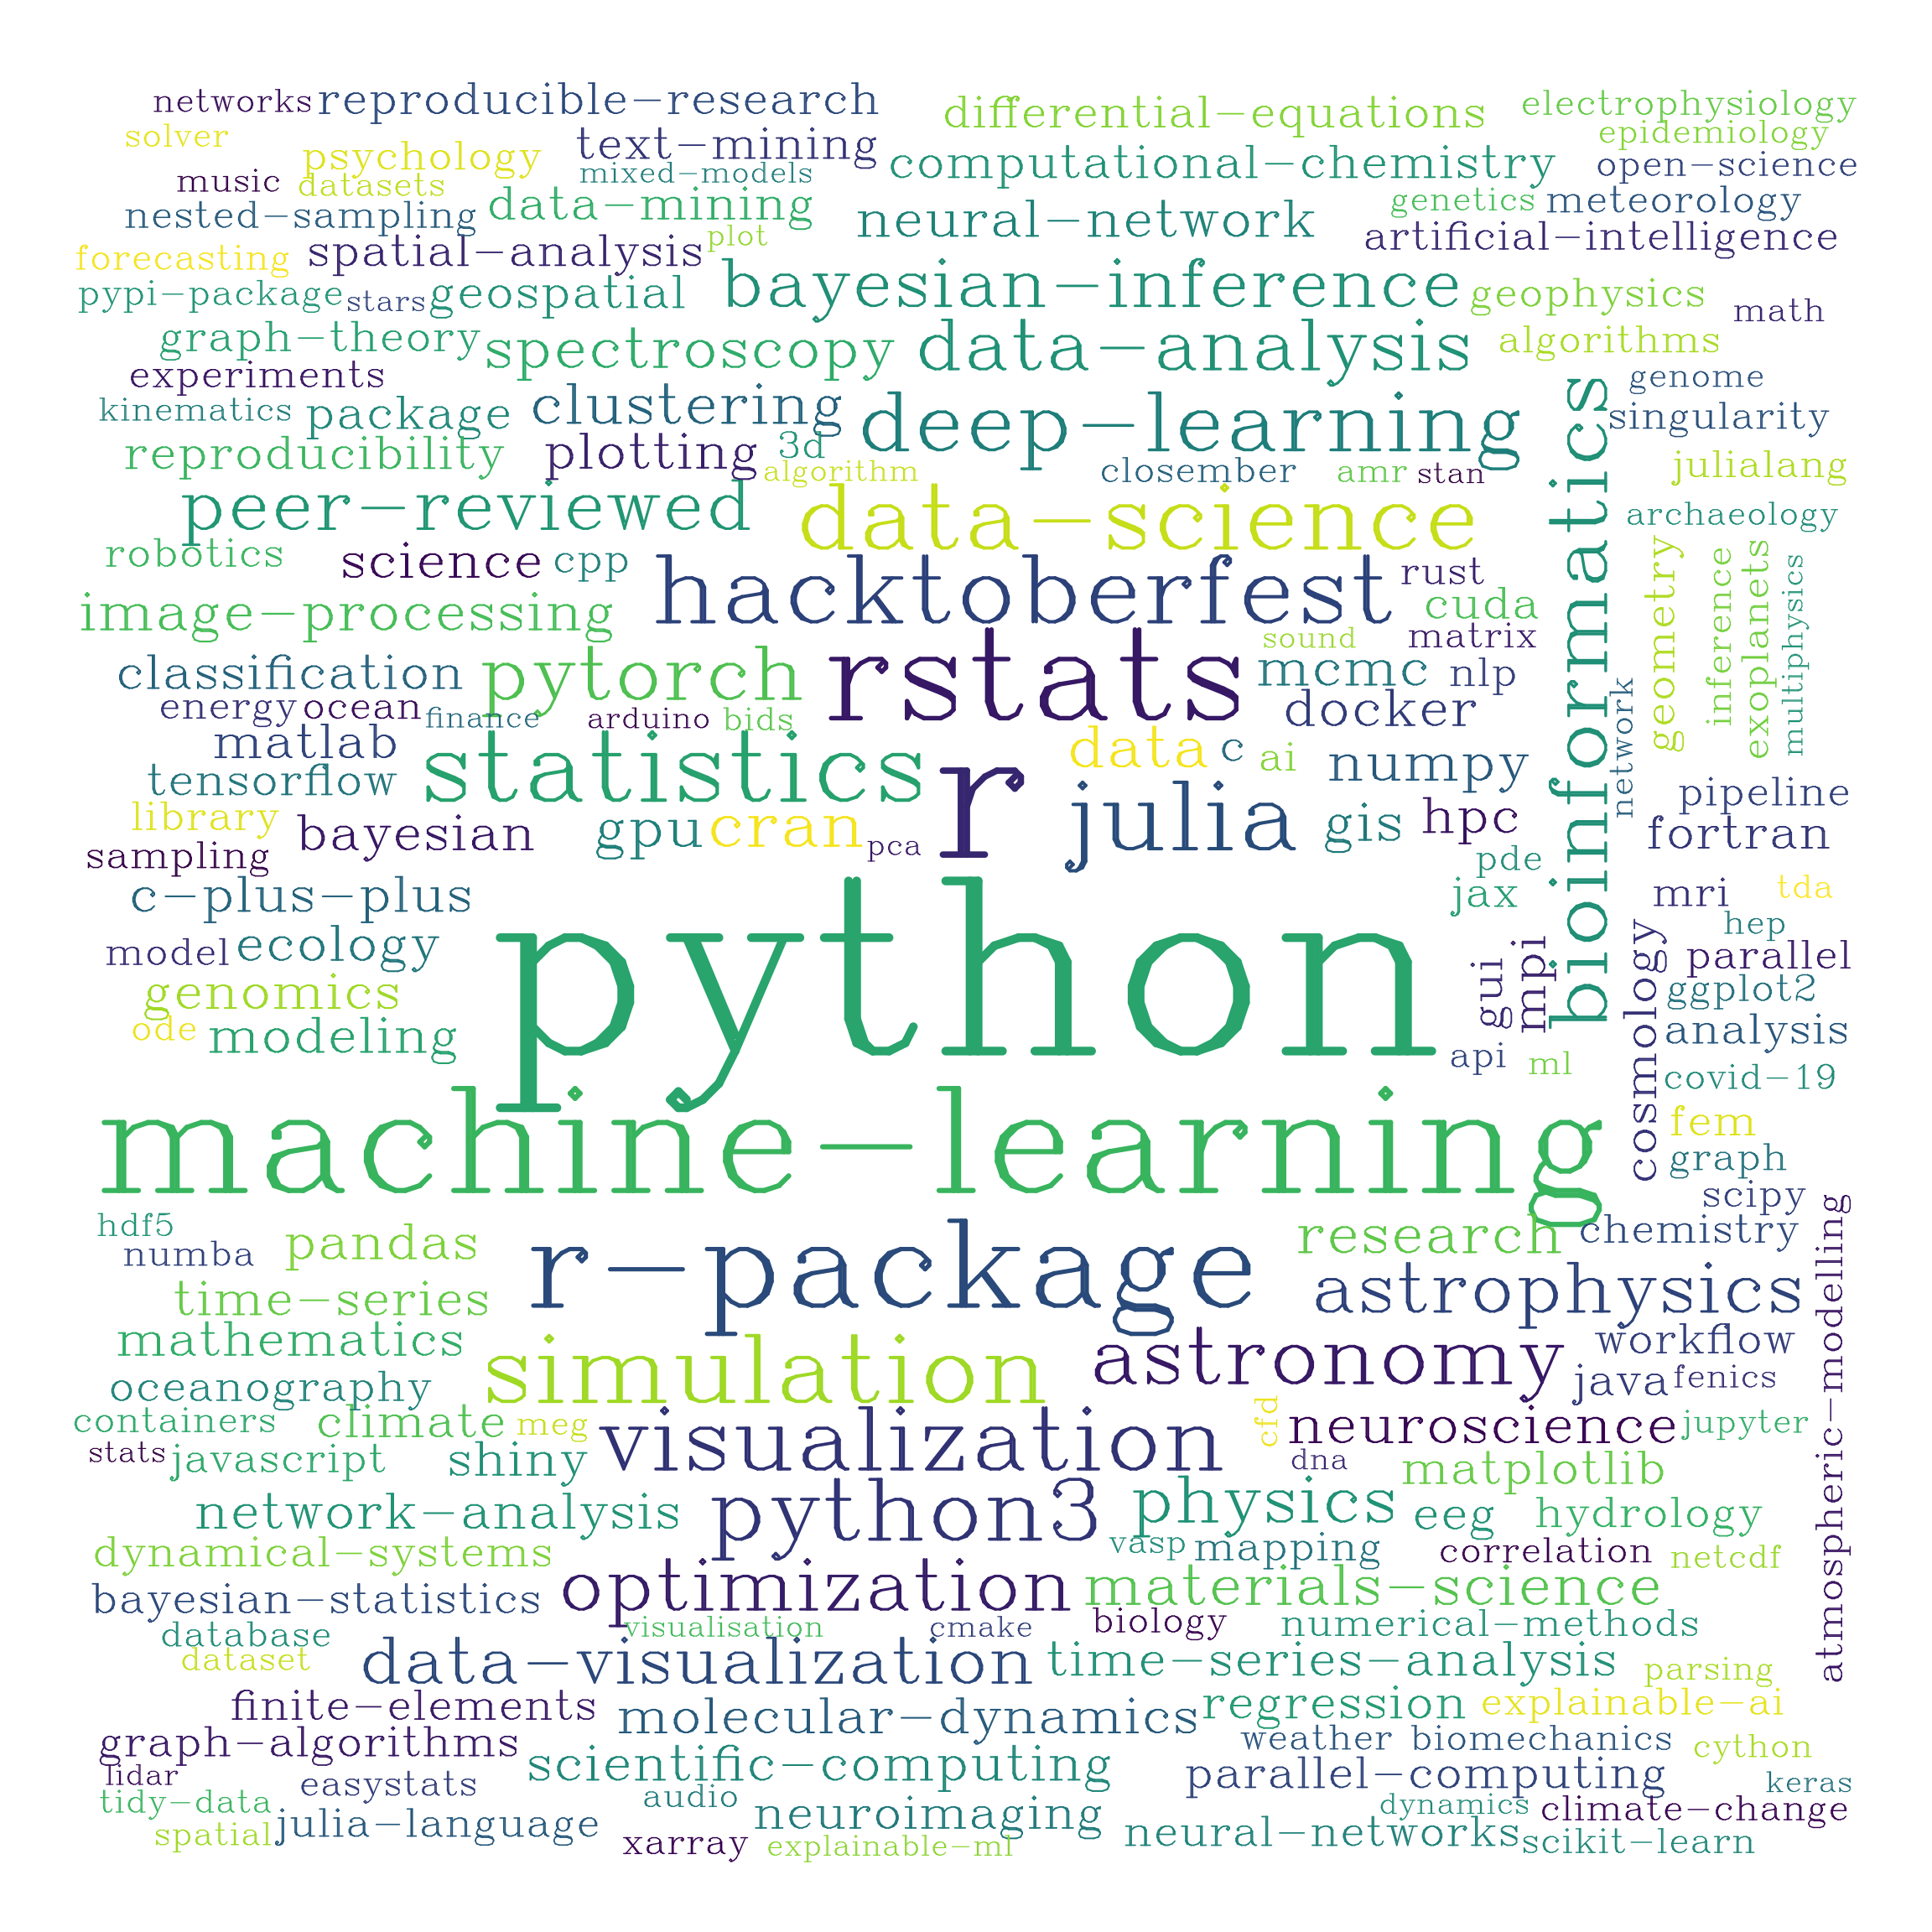 networks
reproducible-research
differential-equations
electrophysiology
solver
psychology
text-mining
computational-chemistry
epidemiology
open-science
music
datasets
mixed-models
nested-sampling
data-mining
neural-network
genetics
meteorology
forecasting
spatial-analysis
plot
artificial-intelligence
pypi-package
stars
geospatial
bayesian-inference
geophysics
math
graph-theory
spectroscopy
data-analysis
algorithms
experiments
genome
kinematics
package
clustering
deep-learning
singularity
reproducibility
plotting
3d
algorithm
closember
amr
stan
julialang
peer-reviewed
data-science
bioinformatics
archaeology
robotics
science
cpp
hacktoberfest
rust
geometry
inference
exoplanets
multiphysics
image-processing
cuda
sound
matrix
classification
pytorch
rstats
mcmc
nlp
energy
ocean
finance
arduino
bids
docker
network
matlab
statistics
r
data
c
ai
numpy
tensorflow
julia
pipeline
library
bayesian
gpu
cran
pca
gis
hpc
fortran
sampling
pde
c-plus-plus
python
jax
mri
tda
model
ecology
gui
mpi
cosmology
hep
parallel
genomics
ggplot2
ode
modeling
api
ml
analysis
covid-19
machine-learning
fem
graph
scipy
hdf5
numba
pandas
r-package
research
chemistry
atmospheric-modelling
time-series
astrophysics
mathematics
simulation
astronomy
workflow
oceanography
java
fenics
containers
climate
meg
visualization
cfd
neuroscience
jupyter
stats
javascript
shiny
dna
matplotlib
network-analysis
python3
physics
eeg
hydrology
dynamical-systems
vasp
mapping
correlation
netcdf
bayesian-statistics
optimization
materials-science
database
visualisation
cmake
biology
numerical-methods
dataset
data-visualization
time-series-analysis
parsing
finite-elements
molecular-dynamics
regression
explainable-ai
graph-algorithms
scientific-computing
weather
biomechanics
cython
lidar
easystats
parallel-computing
keras
tidy-data
audio
neuroimaging
dynamics
climate-change
spatial
julia-language
xarray
explainable-ml
neural-networks
scikit-learn